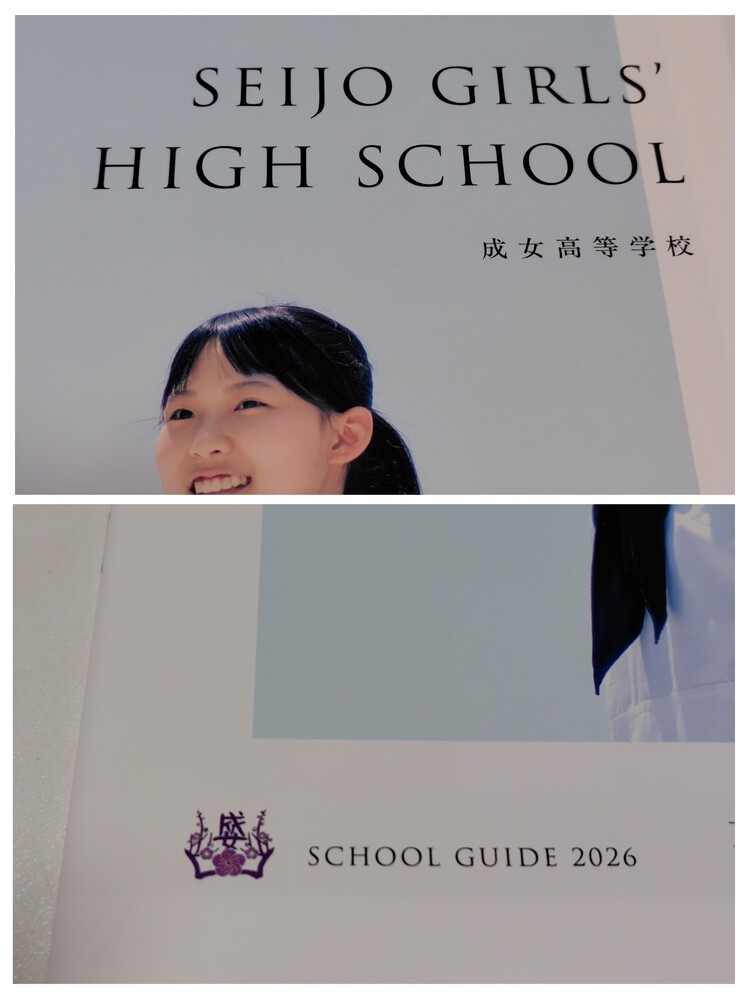 SEIJO GIRLS'
HIGH SCHOOL
成女高等学校
SCHOOL GUIDE 2026